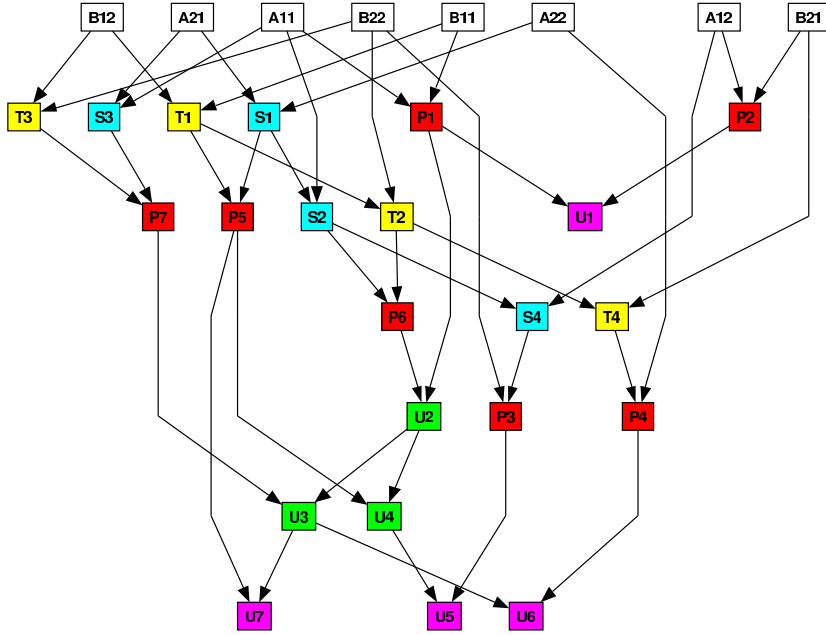 B12 A21 A11 B22 B11 A22 A12 B21
T3 S3 T1 S1 P1 P2
P7 P5 S2 T2 U1
P6 S4 T4
U2 P3 P4
U3 U4
U7 U5 U6